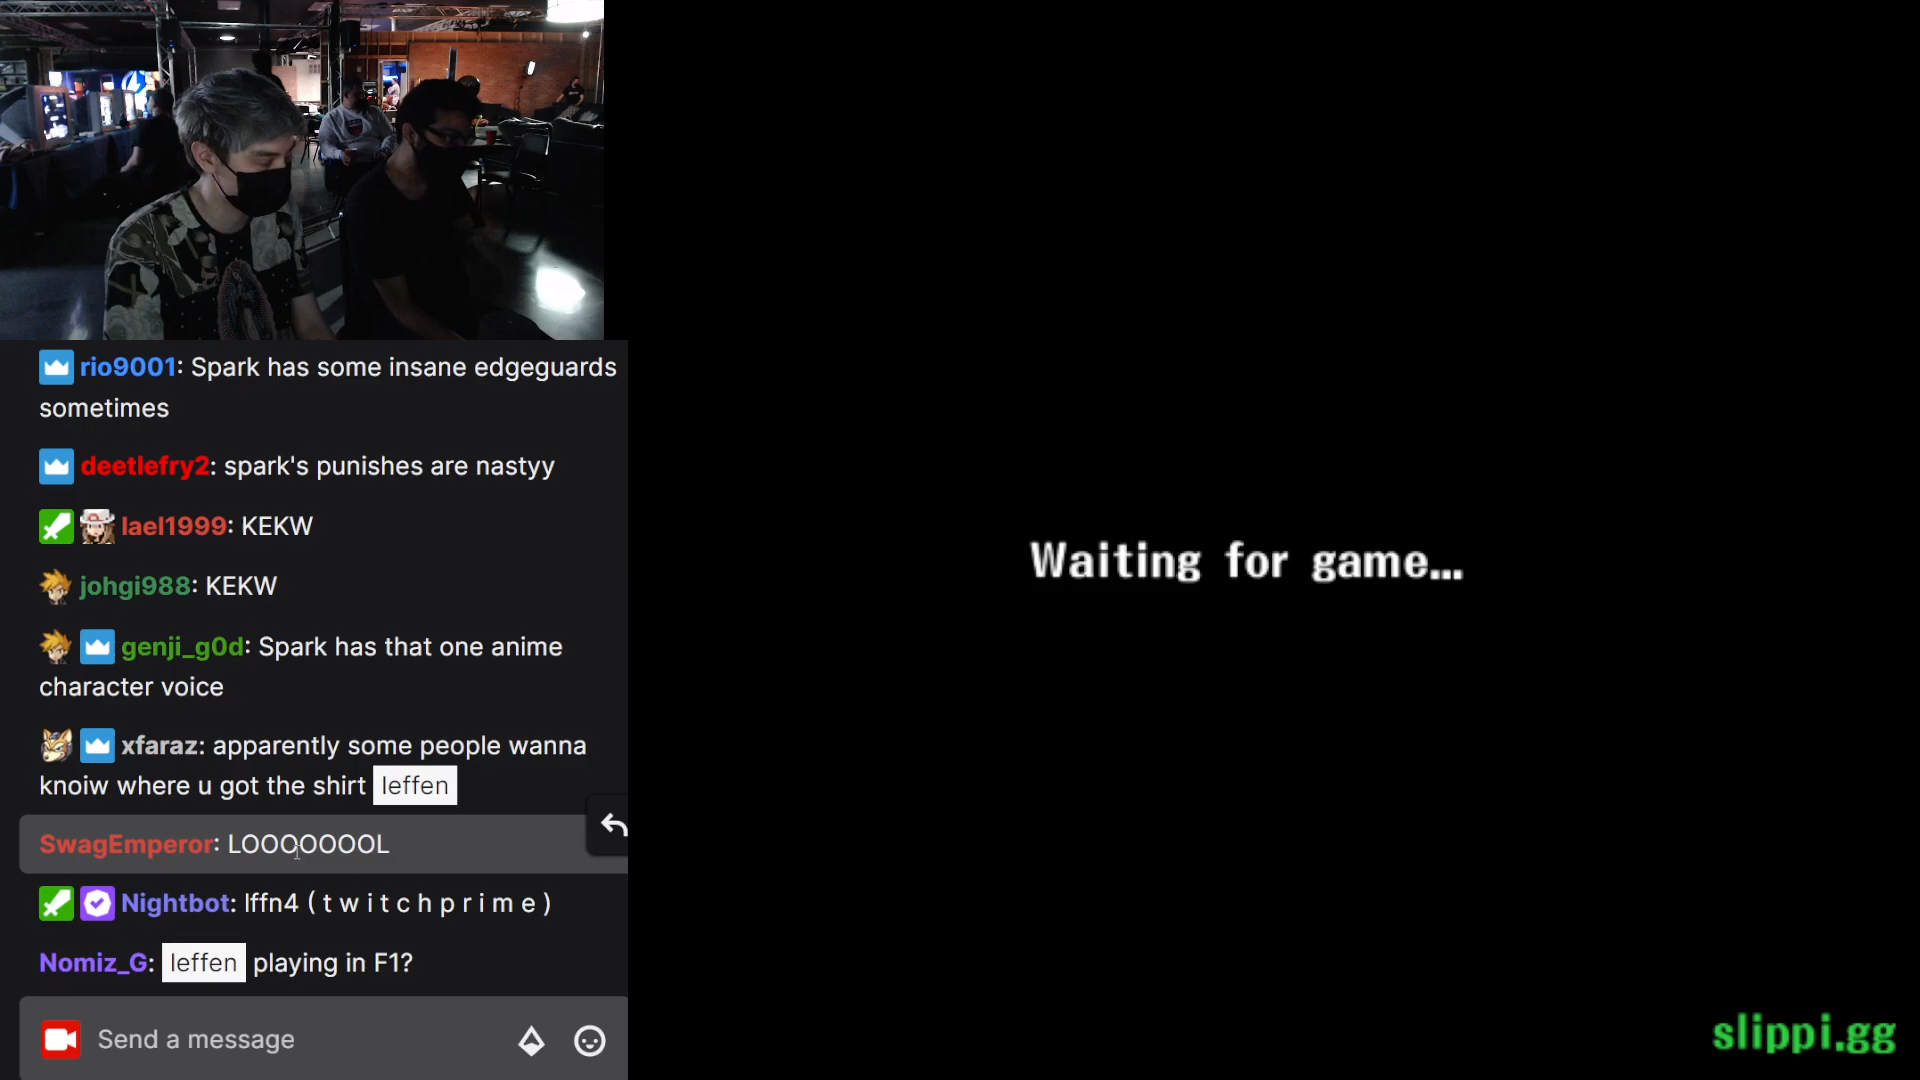 rio9001: Spark has some insane edgeguards
sometimes
deetlefry2: spark's punishes are nastyy
lael1999: KEKW
johgi988: KEKW
genji_g0d: Spark has that one anime
character voice
xfaraz: apparently some people wanna
knoiw where u got the shirt leffen
SwagEmperor: LOOOOOOOL
Nightbot: lffn4 ( t w i t c h p r i m e )
Nomiz_G: leffen playing in F1?
Send a message
Waiting for game...
slippi.gg